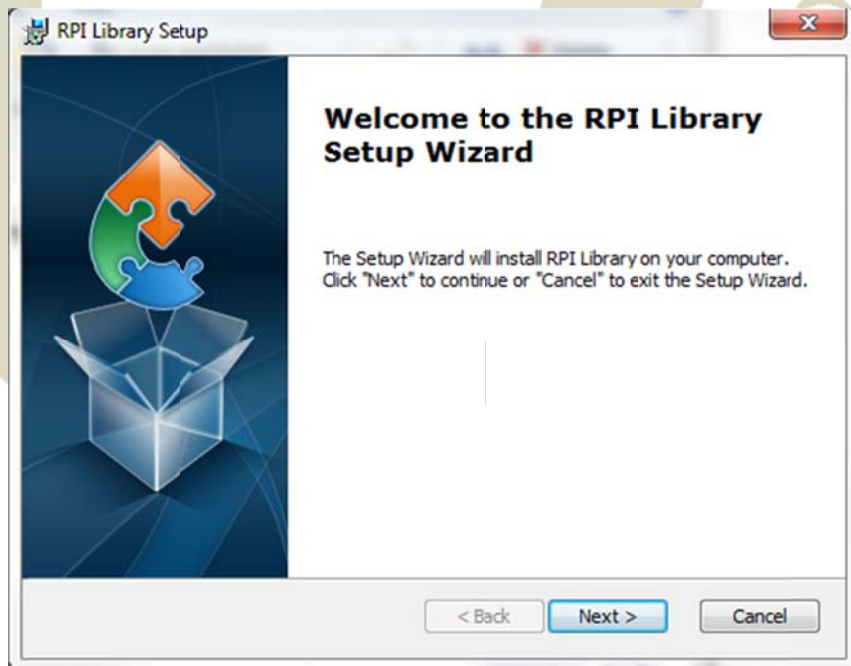 RPI Library Setup
Welcome to the RPI Library
Setup Wizard
The Setup Wizard will install RPI Library on your computer.
Click "Next" to continue or "Cancel" to exit the Setup Wizard.
< Back Next > Cancel